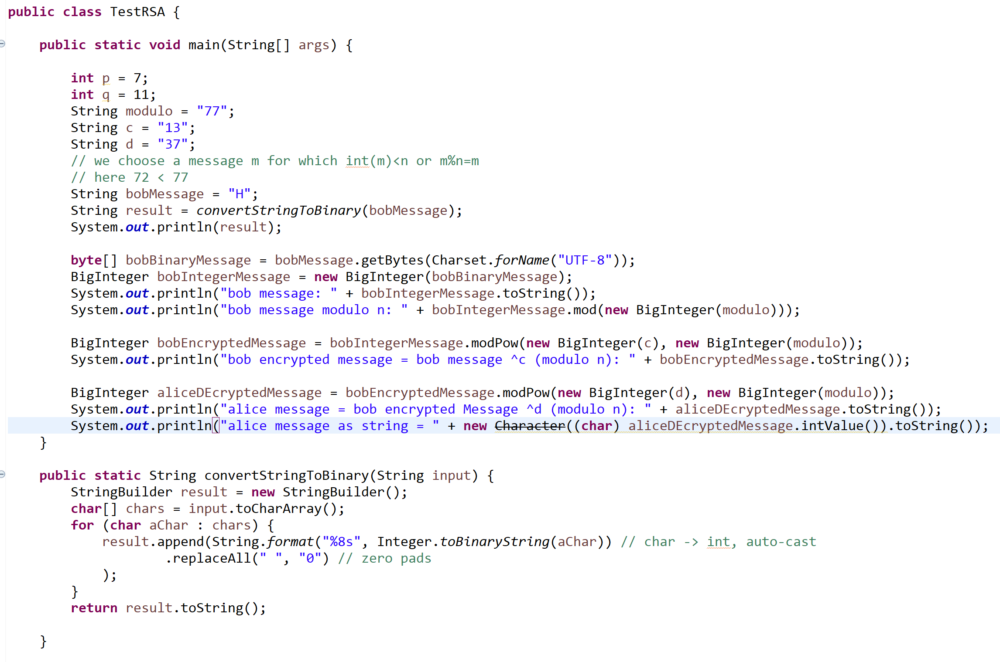 public class TestRSA {
public static void main(String[] args) {
int p = 7;
int q = 11;
String modulo = "77";
String c = "13";
String d = "37";
// we choose a message m for which int(m)<n or m%n=m
// here 72 < 77
String bobMessage = "H";
String result = convertStringToBinary(bobMessage);
System.out.println(result);
byte[] bobBinaryMessage = bobMessage.getBytes(Charset.forName("UTF-8"));
BigInteger bobIntegerMessage = new BigInteger(bobBinaryMessage);
System.out.println("bob message: " + bobIntegerMessage.toString());
System.out.println("bob message modulo n: " + bobIntegerMessage.mod(new BigInteger(modulo)));
BigInteger bobEncryptedMessage = bobIntegerMessage.modPow(new BigInteger(c), new BigInteger(modulo));
System.out.println("bob encrypted message = bob message ^c (modulo n): " + bobEncryptedMessage.toString());
BigInteger aliceDEcryptedMessage = bobEncryptedMessage.modPow(new BigInteger(d), new BigInteger(modulo));
System.out.println("alice message = bob encrypted Message ^d (modulo n): " + aliceDEcryptedMessage.toString());
System.out.println("alice message as string = " + new Character((char) aliceDEcryptedMessage.intValue()).toString());
}
public static String convertStringToBinary(String input) {
StringBuilder result = new StringBuilder();
char[] chars = input.toCharArray();
for (char aChar : chars) {
result.append(String.format("%8s", Integer.toBinaryString(aChar)) // char -> int, auto-cast
.replaceAll(" ", "0") // zero pads
);
}
return result.toString();
}